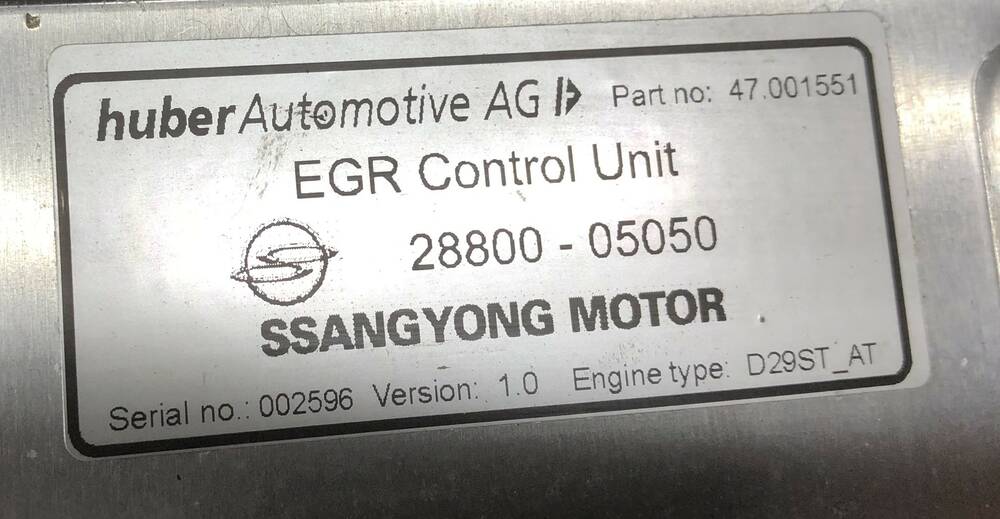 huberAutomotive AG Part no: 47.001551
EGR Control Unit
28800 - 05050
SSANGYONG MOTOR
Serial no.: 002596 Version: 1.0 Engine type: D29ST_AT